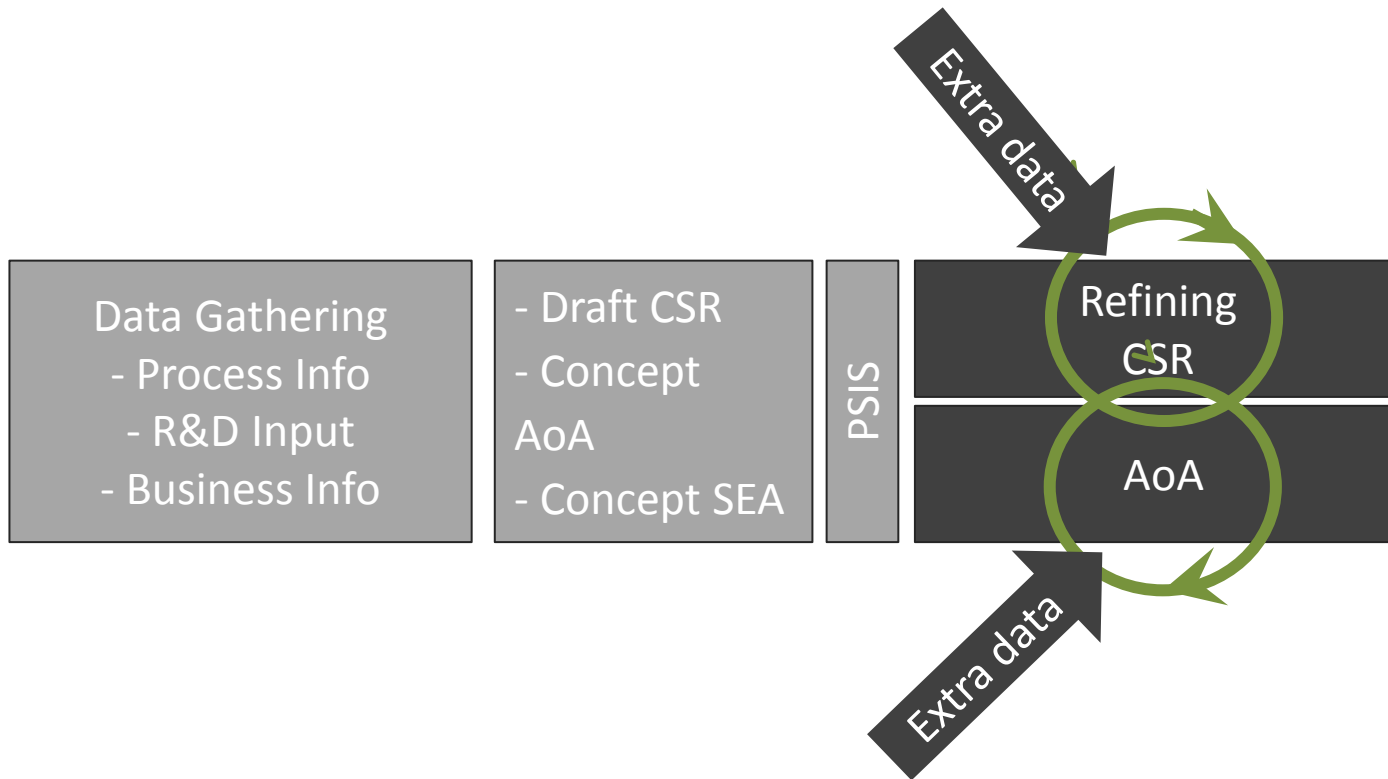 Extra data
Data Gathering
- Process Info
- R&D Input
- Business Info
- Draft CSR
- Concept
AoA
- Concept SEA
PSIS
Refining
CSR
AoA
Extra data